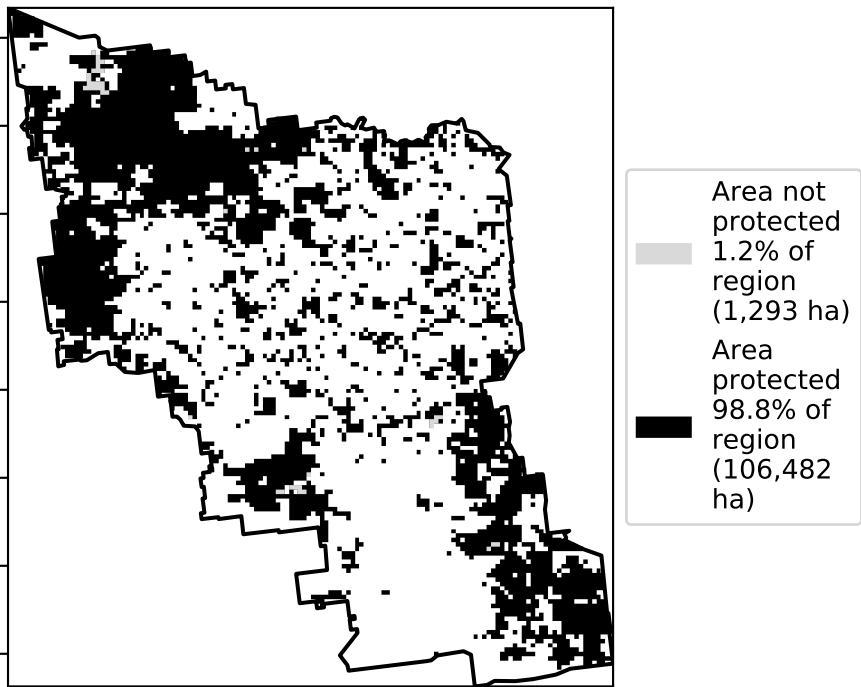 Area not
protected
1.2% of
region
(1,293 ha)
Area
protected
98.8% of
region
(106,482
ha)